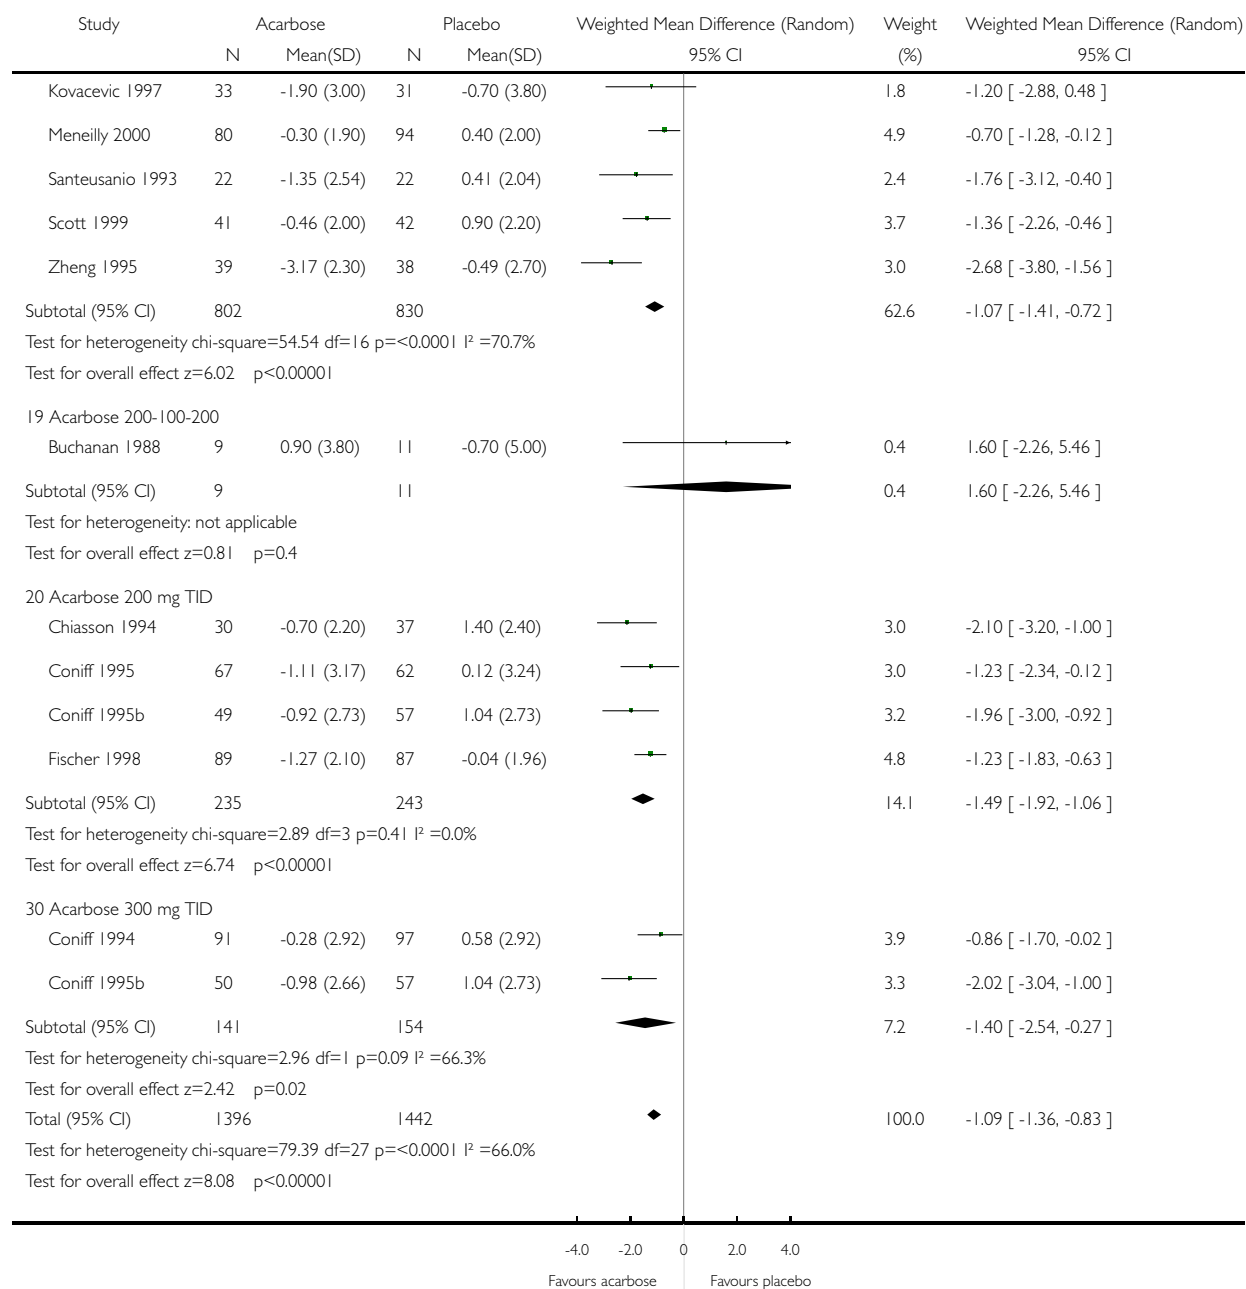 Study Acarbose Placebo Weighted Mean Difference (Random) Weight Weighted Mean Difference (Random)
N Mean(SD) N Mean(SD) 95% CI (%) 95% CI
Kovacevic 1997 33 -1.90 (3.00) 31 -0.70 (3.80) 1.8 -1.20 [ -2.88, 0.48 ]
Meneilly 2000 80 -0.30 (1.90) 94 0.40 (2.00) 4.9 -0.70 [ -1.28, -0.12 ]
Santeusanio 1993 22 -1.35 (2.54) 22 0.41 (2.04) 2.4 -1.76 [ -3.12, -0.40 ]
Scott 1999 41 -0.46 (2.00) 42 0.90 (2.20) 3.7 -1.36 [ -2.26, -0.46 ]
Zheng 1995 39 -3.17 (2.30) 38 -0.49 (2.70) 3.0 -2.68 [ -3.80, -1.56 ]
Subtotal (95% CI) 802 830 62.6 -1.07 [ -1.41, -0.72 ]
Test for heterogeneity chi-square=54.54 df=16 p=<0.0001 I² =70.7%
Test for overall effect z=6.02 p<0.00001
19 Acarbose 200-100-200
Buchanan 1988 9 0.90 (3.80) 11 -0.70 (5.00) 0.4 1.60 [ -2.26, 5.46 ]
Subtotal (95% CI) 9 11 0.4 1.60 [ -2.26, 5.46 ]
Test for heterogeneity: not applicable
Test for overall effect z=0.81 p=0.4
20 Acarbose 200 mg TID
Chiasson 1994 30 -0.70 (2.20) 37 1.40 (2.40) 3.0 -2.10 [ -3.20, -1.00 ]
Coniff 1995 67 -1.11 (3.17) 62 0.12 (3.24) 3.0 -1.23 [ -2.34, -0.12 ]
Coniff 1995b 49 -0.92 (2.73) 57 1.04 (2.73) 3.2 -1.96 [ -3.00, -0.92 ]
Fischer 1998 89 -1.27 (2.10) 87 -0.04 (1.96) 4.8 -1.23 [ -1.83, -0.63 ]
Subtotal (95% CI) 235 243 14.1 -1.49 [ -1.92, -1.06 ]
Test for heterogeneity chi-square=2.89 df=3 p=0.41 I² =0.0%
Test for overall effect z=6.74 p<0.00001
30 Acarbose 300 mg TID
Coniff 1994 91 -0.28 (2.92) 97 0.58 (2.92) 3.9 -0.86 [ -1.70, -0.02 ]
Coniff 1995b 50 -0.98 (2.66) 57 1.04 (2.73) 3.3 -2.02 [ -3.04, -1.00 ]
Subtotal (95% CI) 141 154 7.2 -1.40 [ -2.54, -0.27 ]
Test for heterogeneity chi-square=2.96 df=1 p=0.09 I² =66.3%
Test for overall effect z=2.42 p=0.02
Total (95% CI) 1396 1442 100.0 -1.09 [ -1.36, -0.83 ]
Test for heterogeneity chi-square=79.39 df=27 p=<0.0001 I² =66.0%
Test for overall effect z=8.08 p<0.00001
-4.0 -2.0 0 2.0 4.0
Favours acarbose Favours placebo